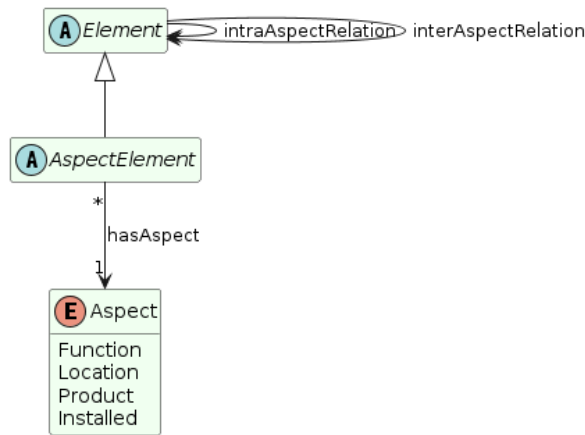 A Element
intraAspectRelation
interAspectRelation
A AspectElement
*
hasAspect
1
E Aspect
Function
Location
Product
Installed